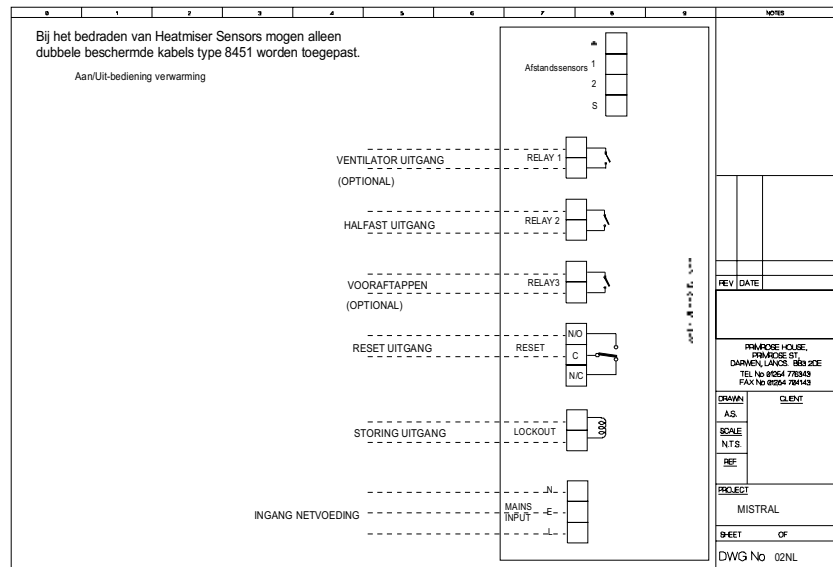 0 1 2 3 4 5 6 7 8 9 NOTES
Bij het bedraden van Heatmiser Sensors mogen alleen
dubbele beschermde kabels type 8451 worden toegepast.
Aan/Uit-bediening verwarming
Afstandssensors
1
2
S
VENTILATOR UITGANG
(OPTIONAL)
RELAY 1
HALFAST UITGANG
RELAY 2
VOORAFTAPPEN
(OPTIONAL)
RELAY3
RESET UITGANG
RESET
N/O
C
N/C
STORING UITGANG
LOCKOUT
INGANG NETVOEDING
MAINS
INPUT
N
E
L
REV DATE
PRIMROSE HOUSE,
PRIMROSE ST,
DARWEN, LANCS. BB3 2DE
TEL No 01254 776343
FAX No 01254 704143
DRAWN
A.S.
CLIENT
SCALE
N.T.S.
REF
PROJECT
MISTRAL
SHEET OF
DWG No 02NL